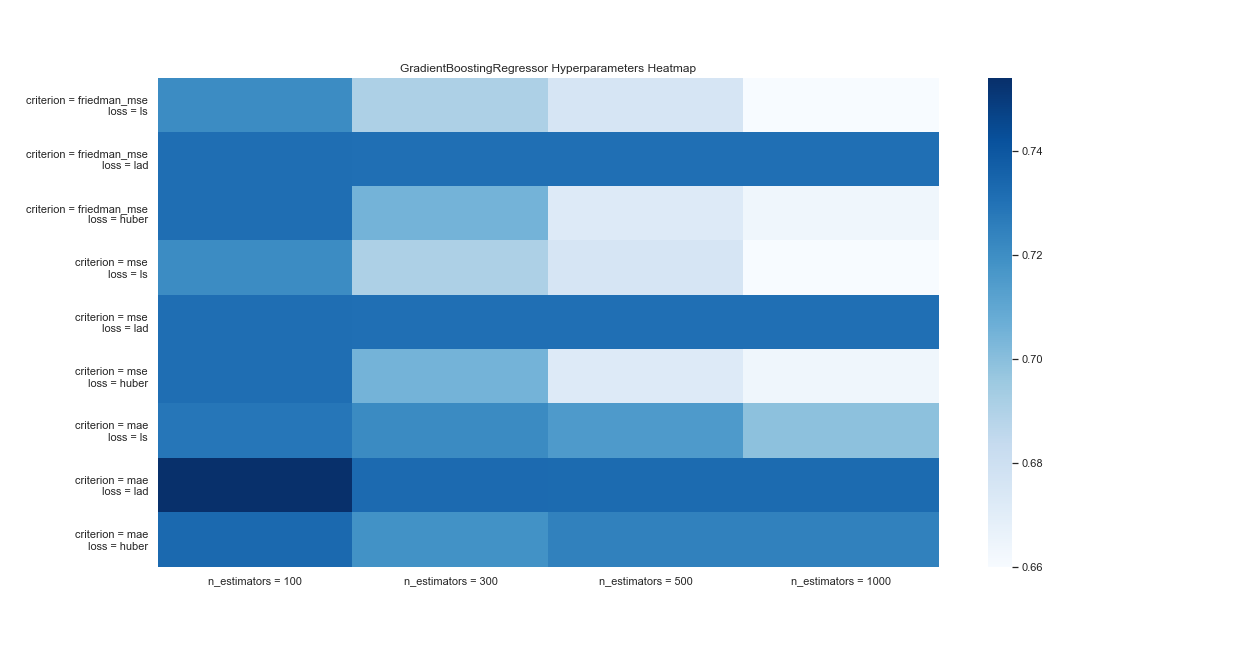 GradientBoostingRegressor Hyperparameters Heatmap
criterion = friedman_mse
loss = ls
criterion = friedman_mse
loss = lad
criterion = friedman_mse
loss = huber
criterion = mse
loss = ls
criterion = mse
loss = lad
criterion = mse
loss = huber
criterion = mae
loss = ls
criterion = mae
loss = lad
criterion = mae
loss = huber
n_estimators = 100
n_estimators = 300
n_estimators = 500
n_estimators = 1000
0.74
0.72
0.70
0.68
0.66